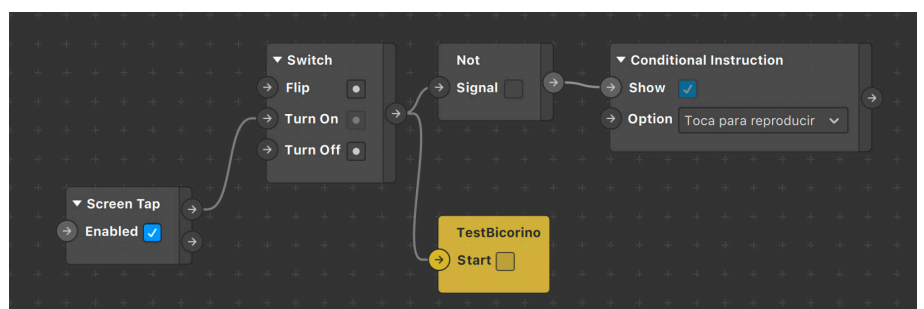 Switch
Flip
Turn On
Turn Off
Not
Signal
Conditional Instruction
Show
Option Toca para reproducir
Screen Tap
Enabled
TestBicorino
Start